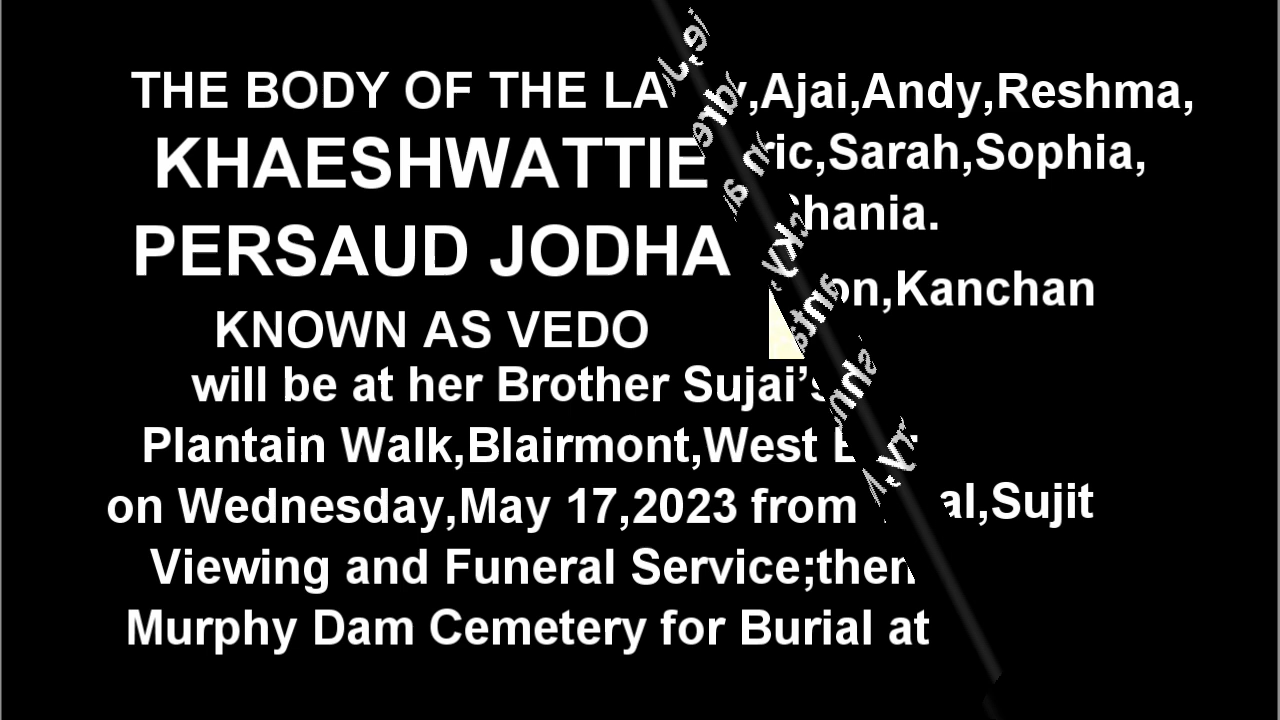 THE BODY OF THE LA
,Ajai,Andy,Reshma,
KHAESHWATTIE
ric,Sarah,Sophia,
hania.
PERSAUD JODHA
on,Kanchan
KNOWN AS VEDO
will be at her Brother Sujai's
Plantain Walk,Blairmont,West
on Wednesday,May 17,2023 from
al,Sujit
Viewing and Funeral Service;then
Murphy Dam Cemetery for Burial at